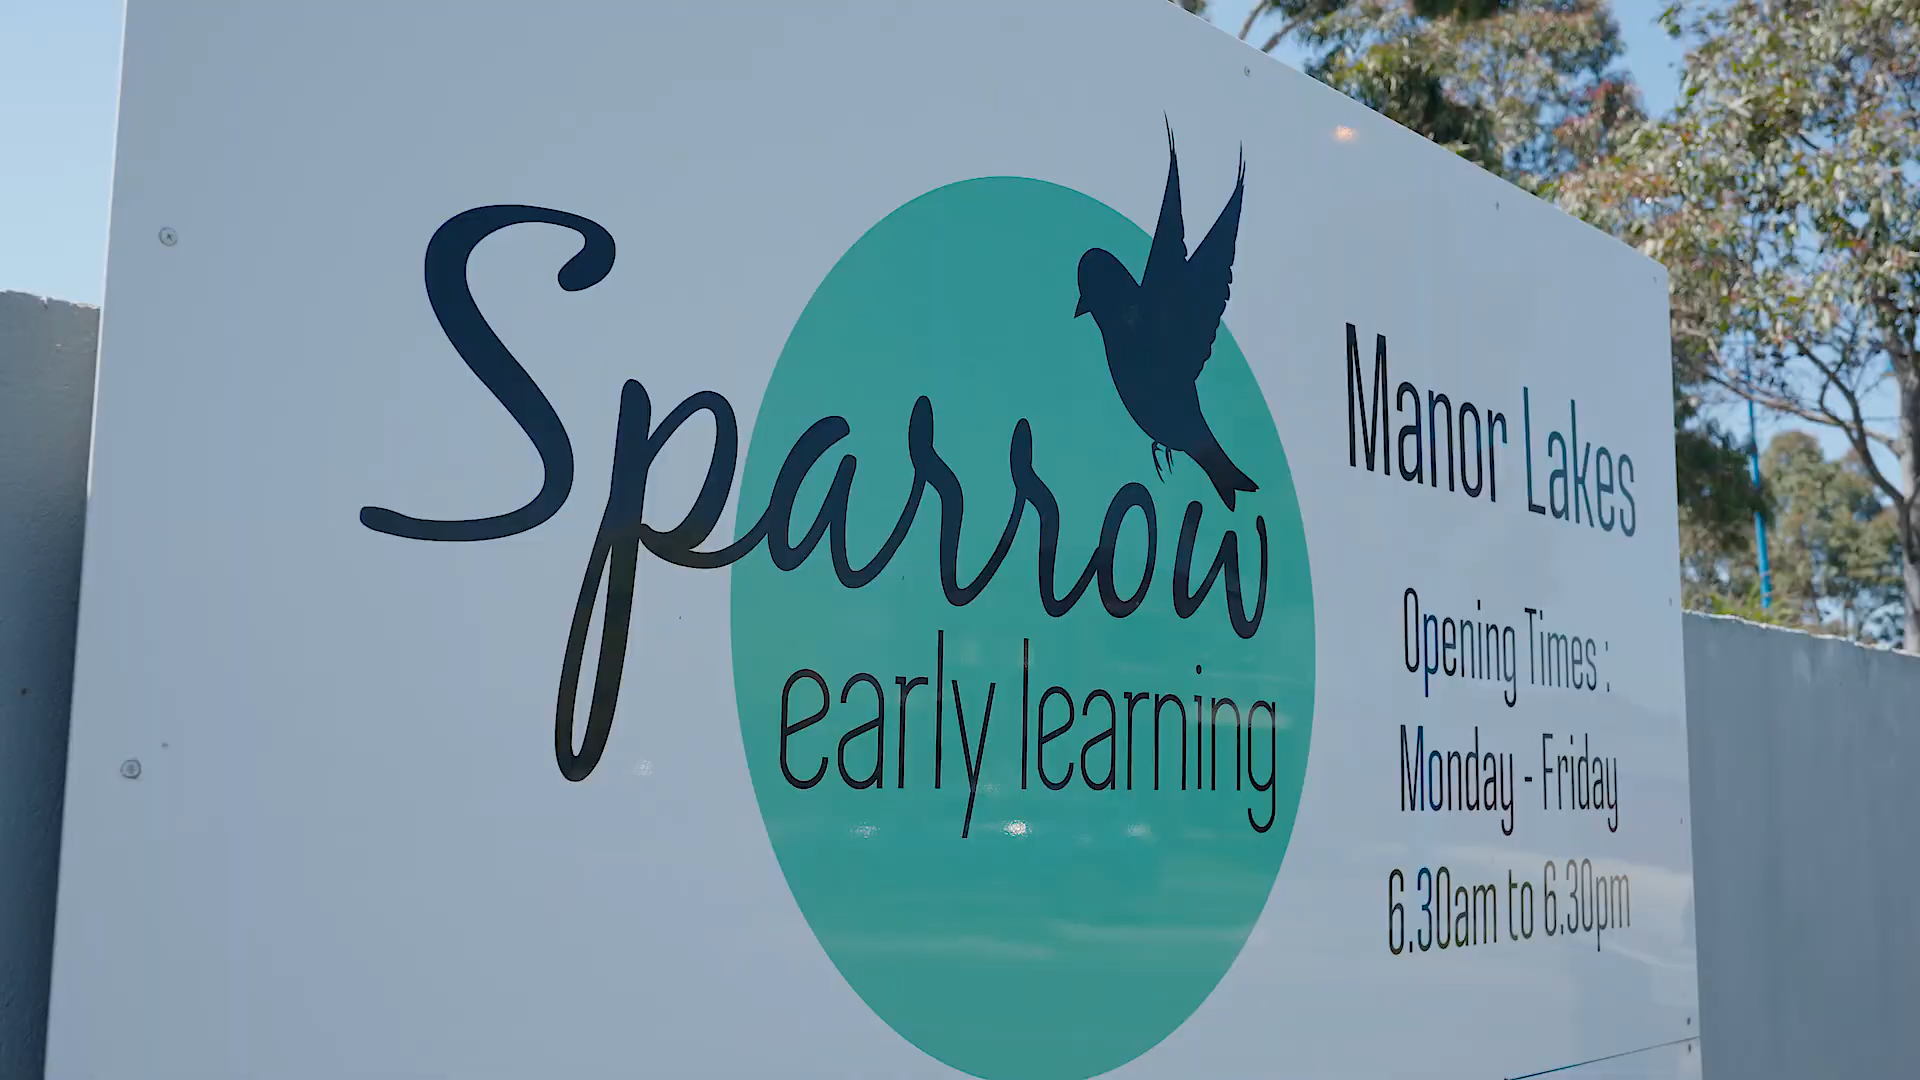 Sparrow
early learning
Manor Lakes
Opening Times :
Monday - Friday
6.30am to 6.30pm